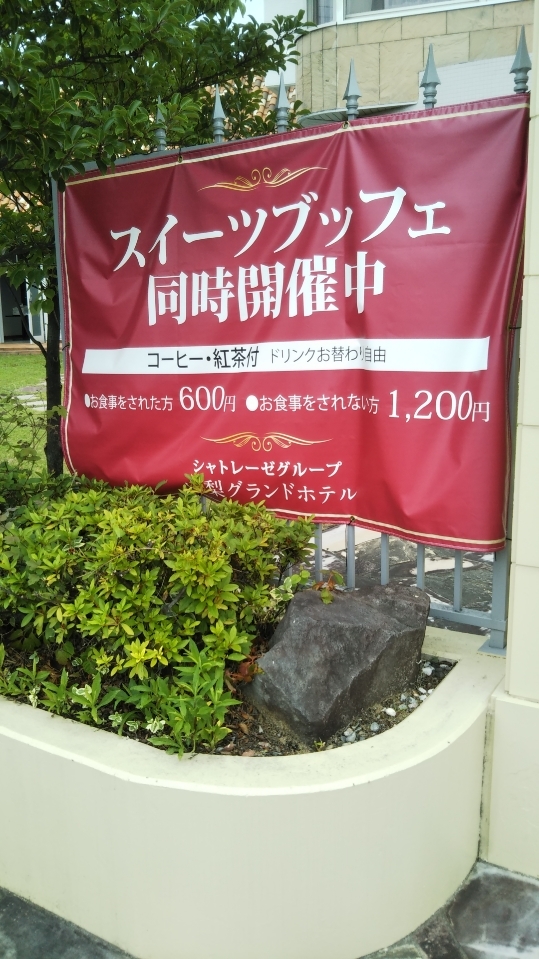 スイーツブッフェ
同時開催中
コーヒー・紅茶付 ドリンクお替わり自由
●お食事をされた方 600円 ●お食事をされない方 1,200円
シャトレーゼグループ
梨グランドホテル